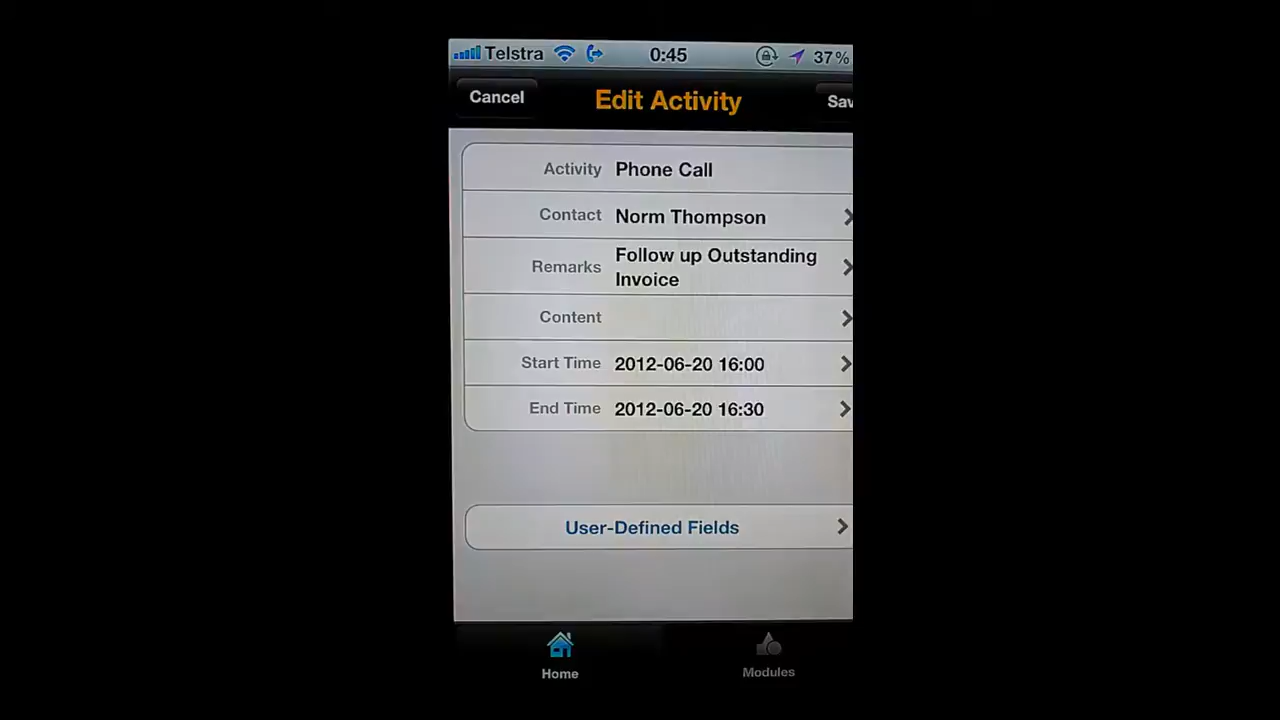 Telstra 0:45 37%
Cancel Edit Activity Sav
Activity Phone Call
Contact Norm Thompson
Remarks Follow up Outstanding
Invoice
Content
Start Time 2012-06-20 16:00
End Time 2012-06-20 16:30
User-Defined Fields
Home Modules